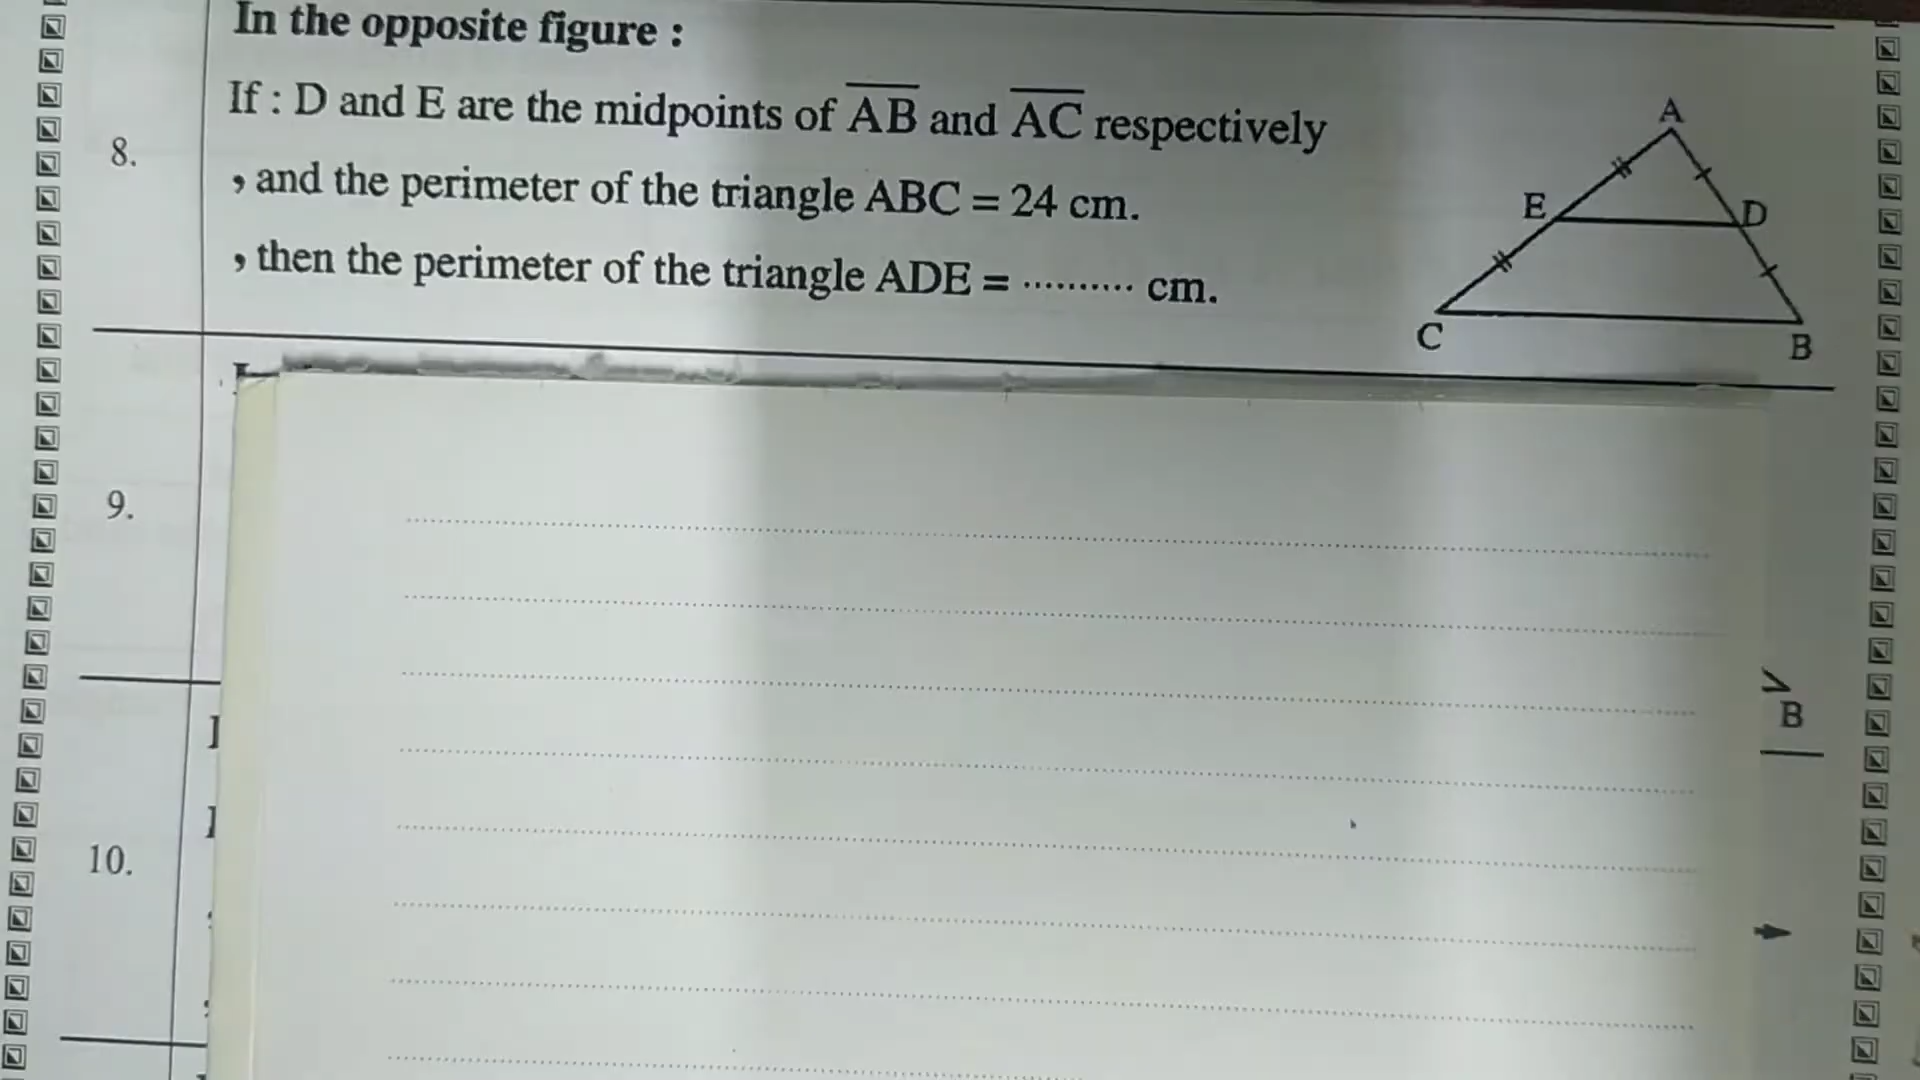 In the opposite figure :
If : D and E are the midpoints of AB and AC respectively
8.
, and the perimeter of the triangle ABC = 24 cm.
, then the perimeter of the triangle ADE = .......... cm.
A
E
D
C
B
9.
B
10.